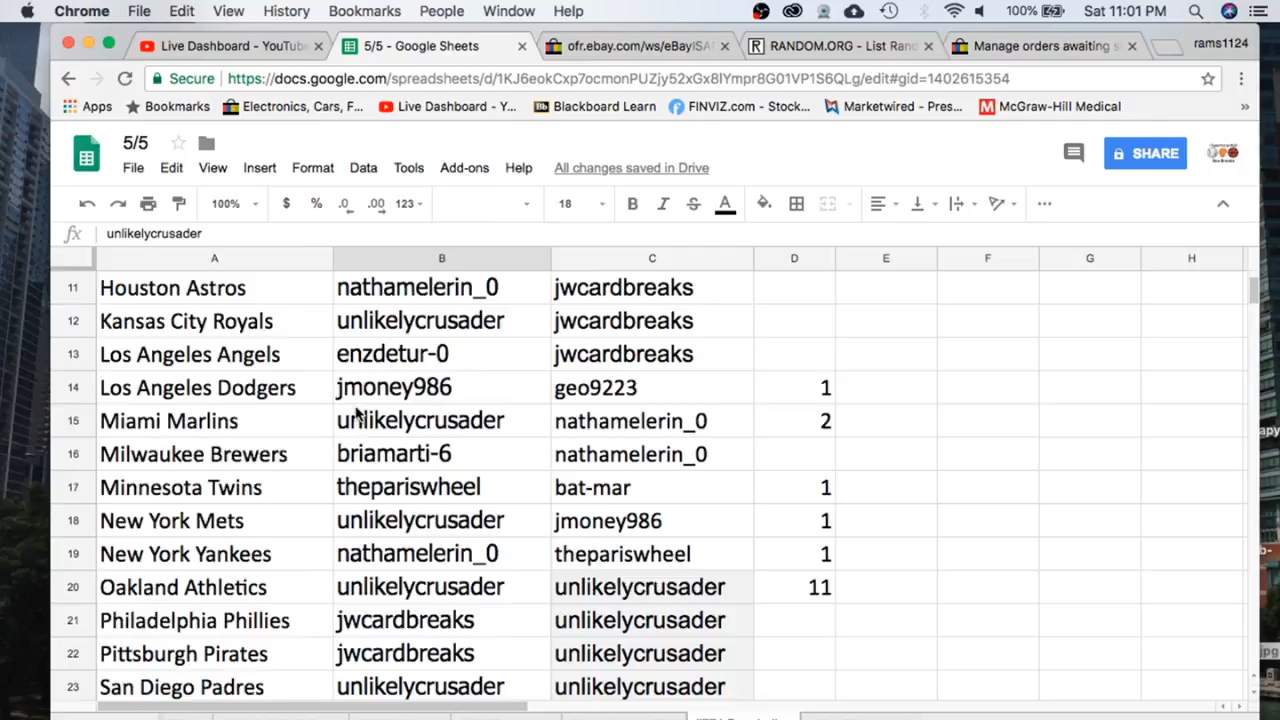 Chrome File Edit View History Bookmarks People Window Help 100% Sat 11:01 PM
Live Dashboard - YouTube 5/5 - Google Sheets ofr.ebay.com/ws/eBayISA RANDOM.ORG - List Ran Manage orders awaiting s rams1124
Secure https://docs.google.com/spreadsheets/d/1KJ6eokCxp7ocmonPUZjy52xGx8lYmpr8G01VP1S6QLg/edit#gid=1402615354
Apps Bookmarks Electronics, Cars, F... Live Dashboard - Y... Blackboard Learn FINVIZ.com - Stock... Marketwired - Pres... McGraw-Hill Medical »
5/5
File Edit View Insert Format Data Tools Add-ons Help All changes saved in Drive
SHARE
100% $ % .0 .00 123 18 B I S A
fx unlikelycrusader
A B C D E F G H
11 Houston Astros nathamelerin_0 jwcardbreaks
12 Kansas City Royals unlikelycrusader jwcardbreaks
13 Los Angeles Angels enzdetur-0 jwcardbreaks
14 Los Angeles Dodgers jmoney986 geo9223 1
15 Miami Marlins unlikelycrusader nathamelerin_0 2
16 Milwaukee Brewers briamarti-6 nathamelerin_0
17 Minnesota Twins thepariswheel bat-mar 1
18 New York Mets unlikelycrusader jmoney986 1
19 New York Yankees nathamelerin_0 thepariswheel 1
20 Oakland Athletics unlikelycrusader unlikelycrusader 11
21 Philadelphia Phillies jwcardbreaks unlikelycrusader
22 Pittsburgh Pirates jwcardbreaks unlikelycrusader
23 San Diego Padres unlikelycrusader unlikelycrusader